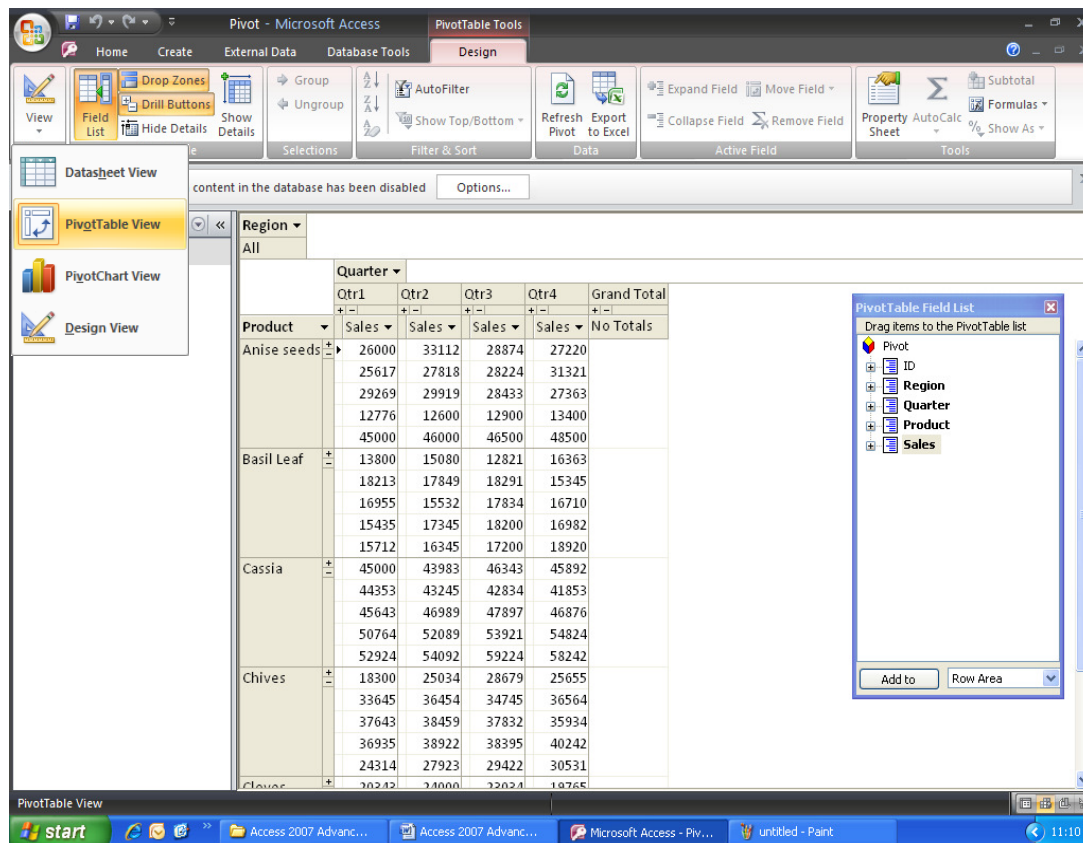 Pivot - Microsoft Access
PivotTable Tools
Home Create External Data Database Tools Design
View
Field List
Drop Zones
Drill Buttons
Hide Details
Show Details
Group
Ungroup
Selections
AutoFilter
Show Top/Bottom
Filter & Sort
Refresh Pivot
Export to Excel
Data
Expand Field
Collapse Field
Move Field
Remove Field
Active Field
Property Sheet
AutoCalc
Subtotal
Formulas
Show As
Tools
Datasheet View
PivotTable View
PivotChart View
Design View
content in the database has been disabled Options...
Region
All
Quarter
Qtr1 Qtr2 Qtr3 Qtr4 Grand Total
Product Sales Sales Sales Sales No Totals
Anise seeds 26000 33112 28874 27220
25617 27818 28224 31321
29269 29919 28433 27363
12776 12600 12900 13400
45000 46000 46500 48500
Basil Leaf 13800 15080 12821 16363
18213 17849 18291 15345
16955 15532 17834 16710
15435 17345 18200 16982
15712 16345 17200 18920
Cassia 45000 43983 46343 45892
44353 43245 42834 41853
45643 46989 47897 46876
50764 52089 53921 54824
52924 54092 59224 58242
Chives 18300 25034 28679 25655
33645 36454 34745 36564
37643 38459 37832 35934
36935 38922 38395 40242
24314 27923 29422 30531
Cloves 20343 24000 23034 19765
PivotTable Field List
Drag items to the PivotTable list
Pivot
ID
Region
Quarter
Product
Sales
Add to Row Area
PivotTable View
start Access 2007 Advanc... Access 2007 Advanc... Microsoft Access - Piv... untitled - Paint 11:10